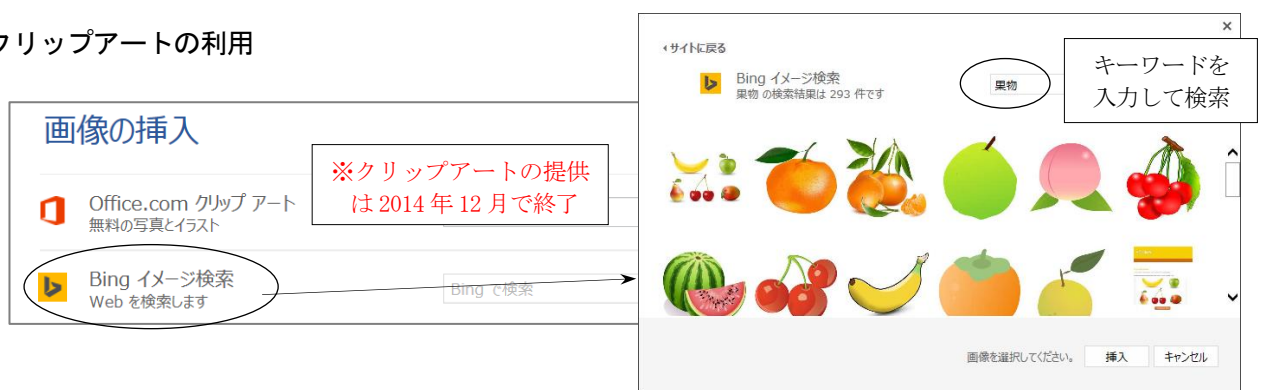 クリップアートの利用
画像の挿入
Office.com クリップ アート
無料の写真とイラスト
※クリップアートの提供
は 2014 年 12 月で終了
Bing イメージ検索
Web を検索します
Bing で検索
サイトに戻る
Bing イメージ検索
果物 の検索結果は 293 件です
果物
キーワードを
入力して検索
画像を選択してください。
挿入
キャンセル